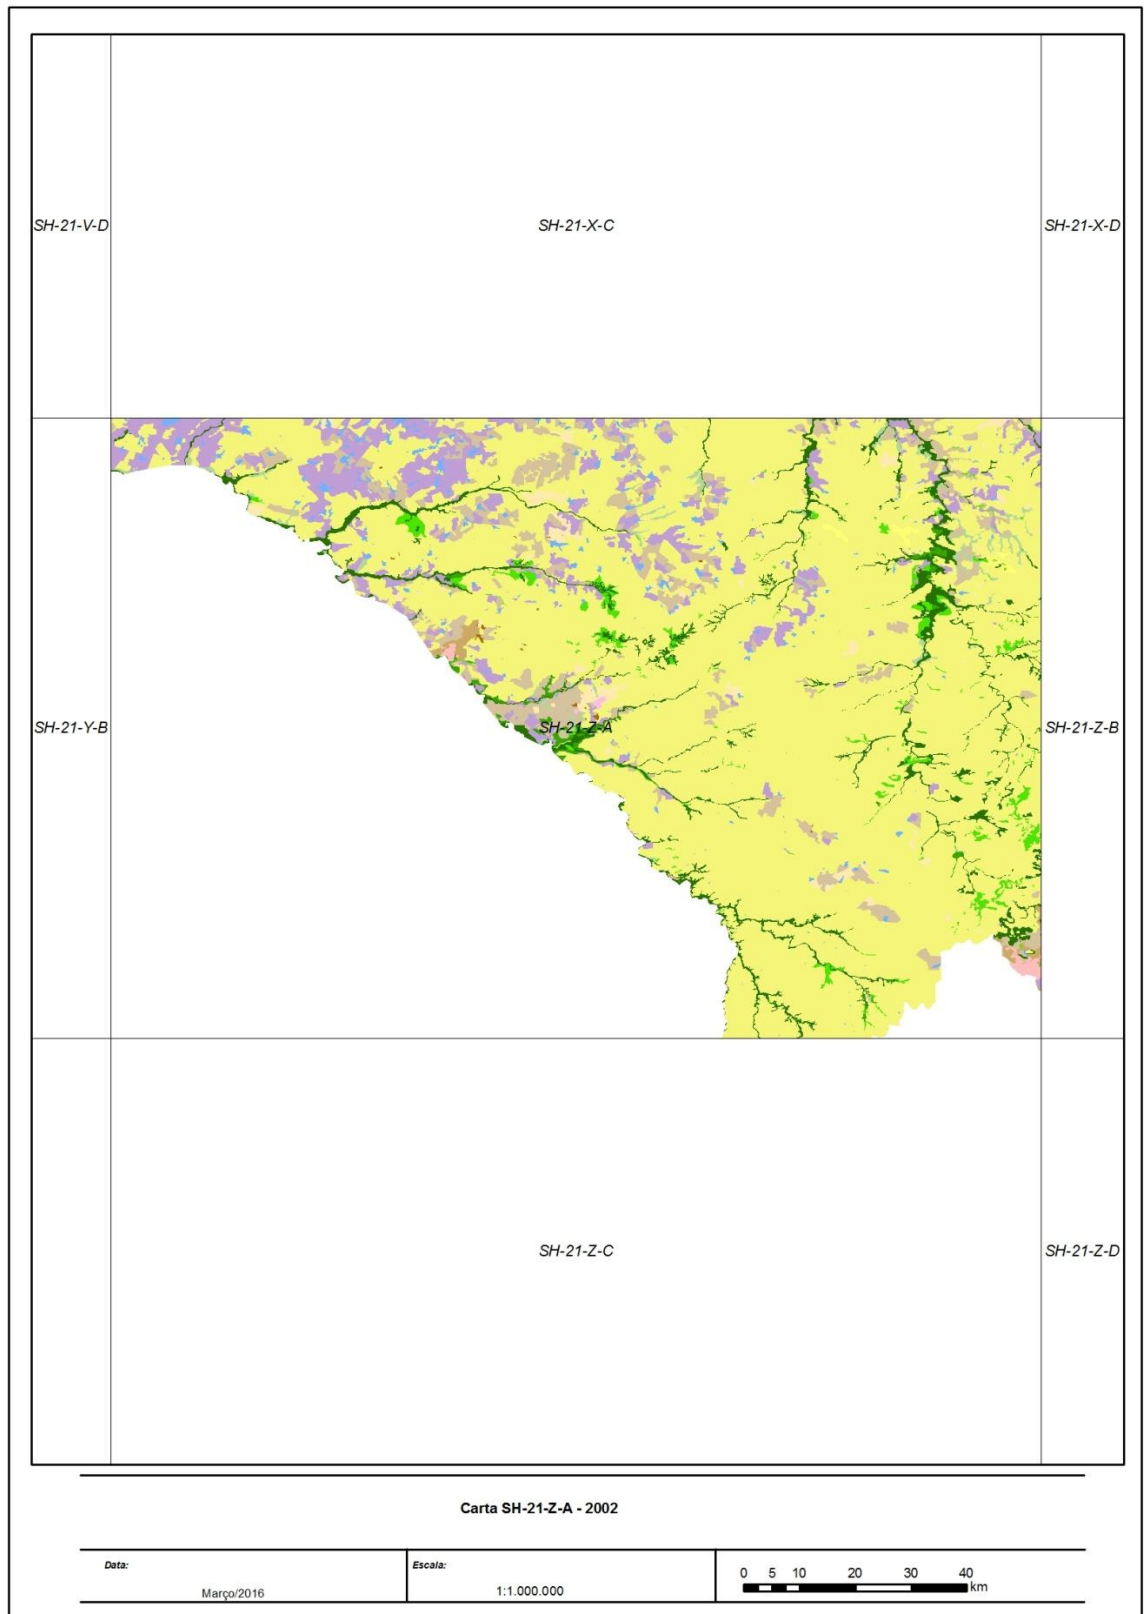 SH-21-V-D SH-21-X-C SH-21-X-D
SH-21-Y-B SH-21-Z-A SH-21-Z-B
SH-21-Z-C SH-21-Z-D
Carta SH-21-Z-A - 2002
Data: Escala:
Março/2016 1:1.000.000
0 5 10 20 30 40
km